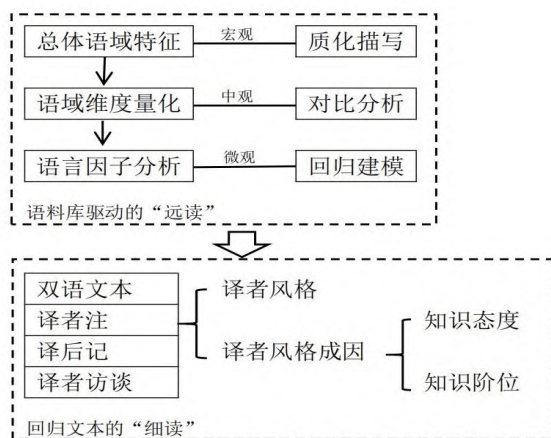 总体语域特征 宏观 质化描写
语域维度量化 中观 对比分析
语言因子分析 微观 回归建模
语料库驱动的“远读”
双语文本
译者注
译后记
译者访谈
译者风格
译者风格成因
知识态度
知识阶位
回归文本的“细读”